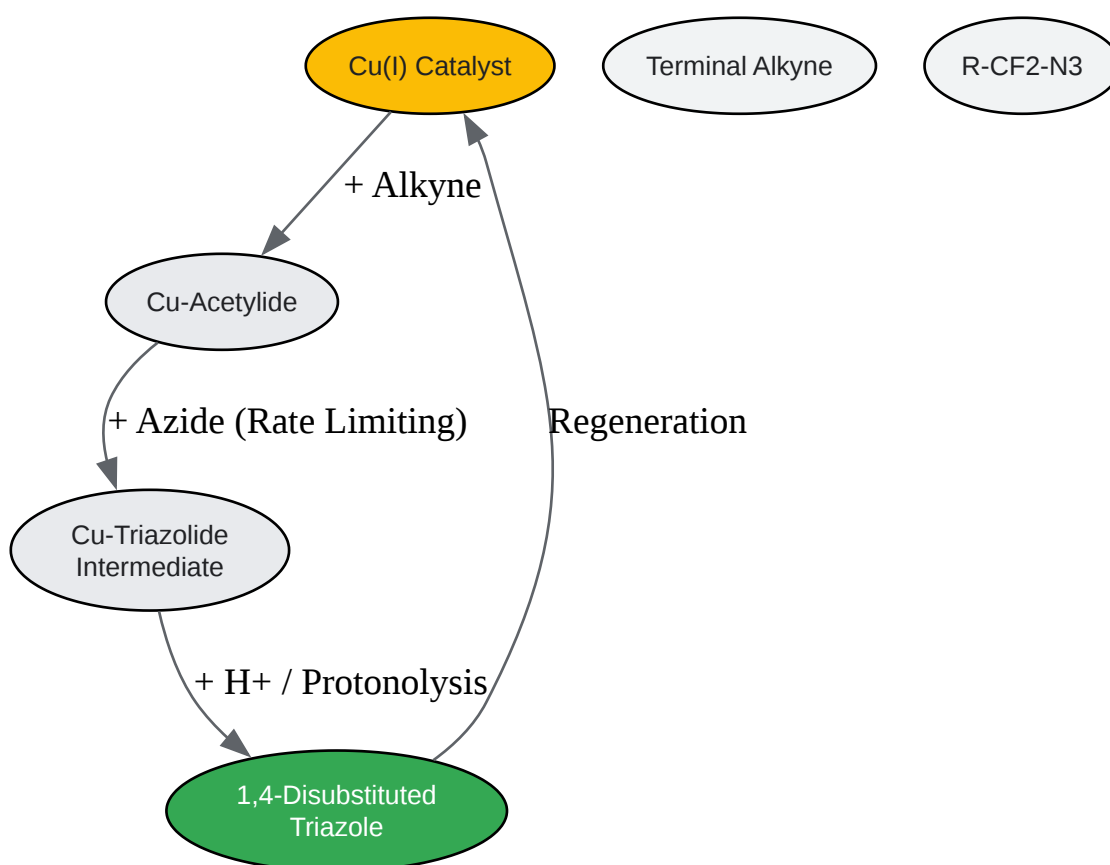 Cu(I) Catalyst
Terminal Alkyne
R-CF2-N3
+ Alkyne
Cu-Acetylide
+ Azide (Rate Limiting)
Regeneration
Cu-Triazolide
Intermediate
+ H+ / Protonolysis
1,4-Disubstituted
Triazole